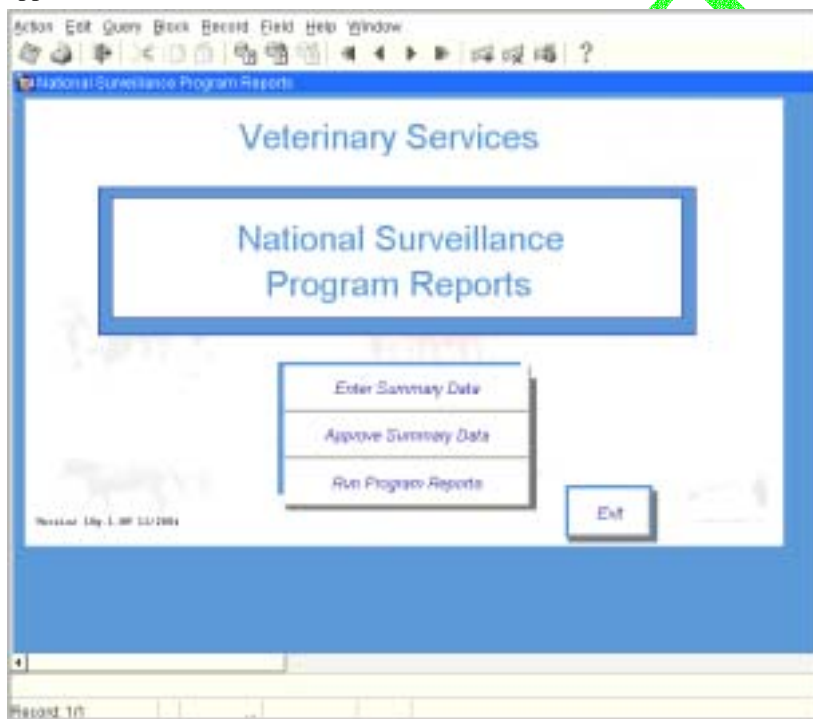 Action Edit Query Block Record Field Help Window
National Surveillance Program Reports
Veterinary Services
National Surveillance
Program Reports
Enter Summary Data
Approve Summary Data
Run Program Reports
Exit
Version
Record: 1/1